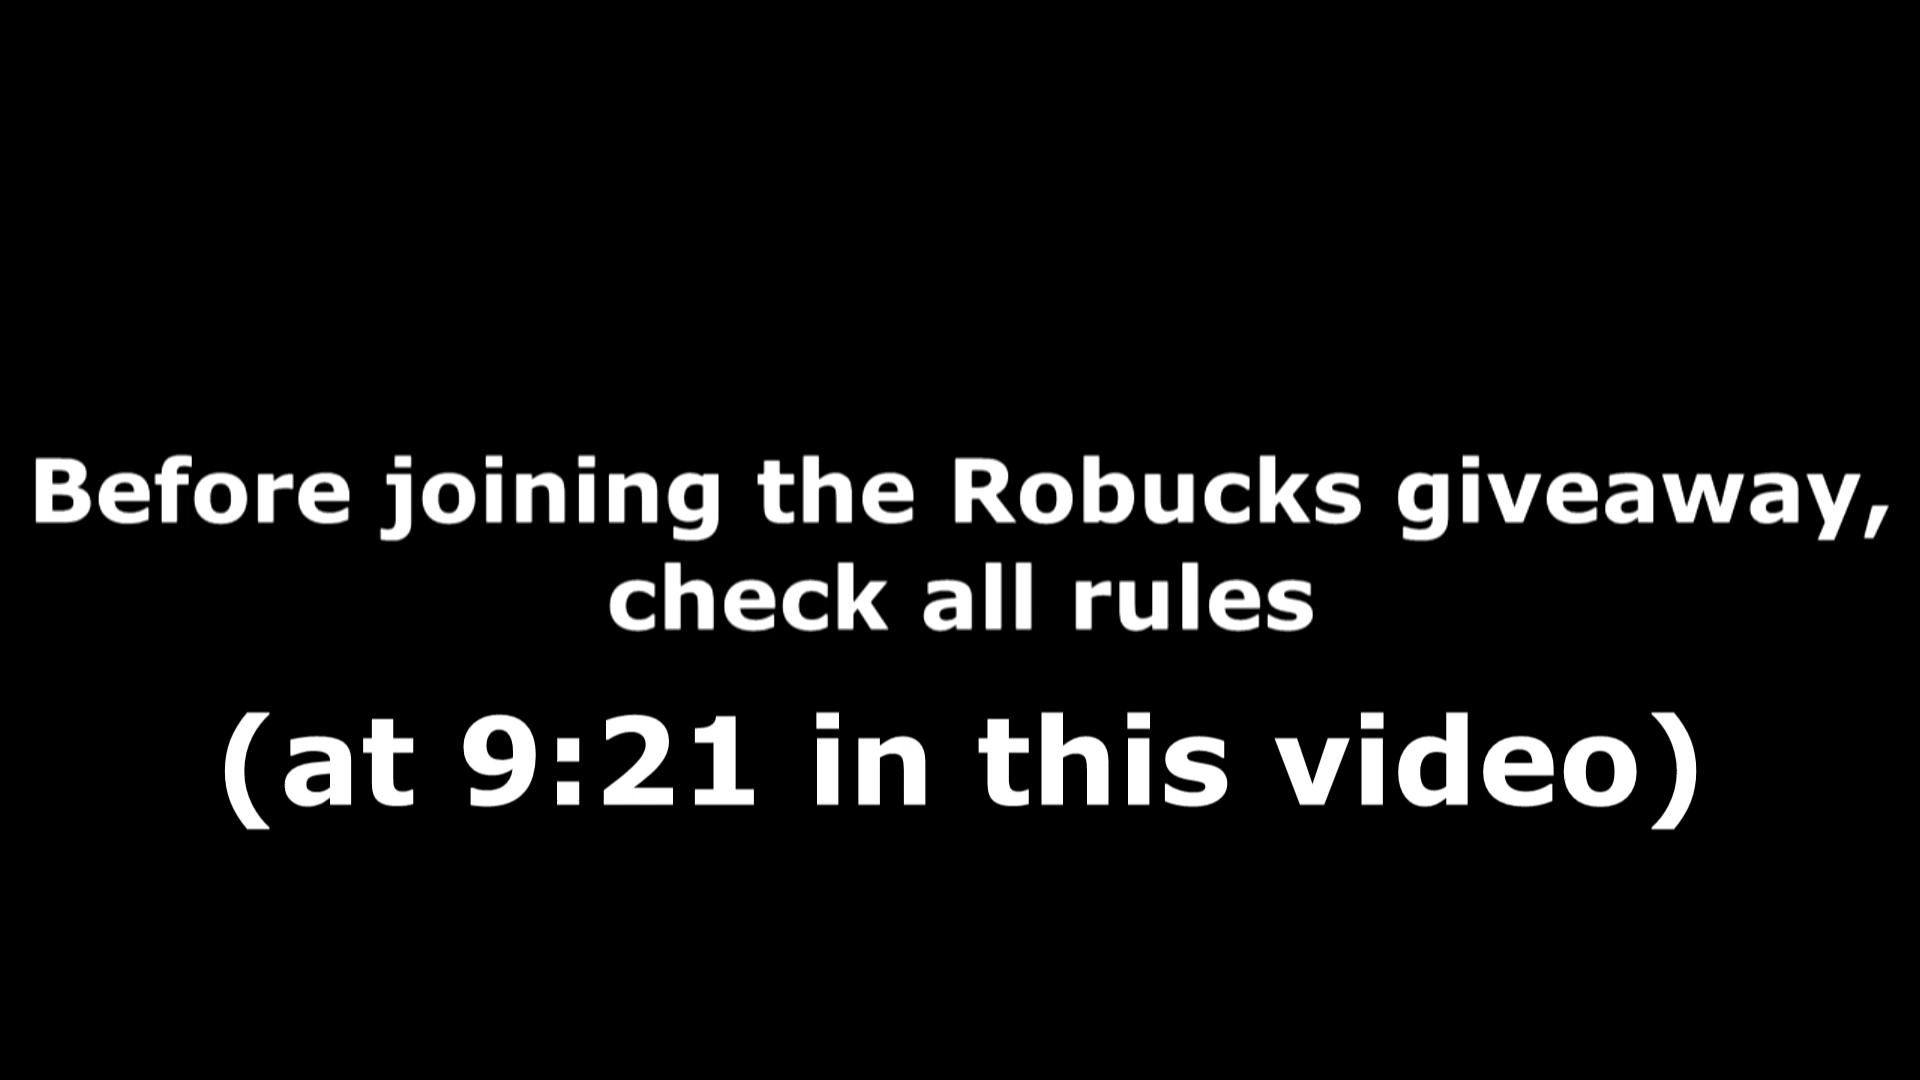 Before joining the Robucks giveaway,
check all rules
(at 9:21 in this video)